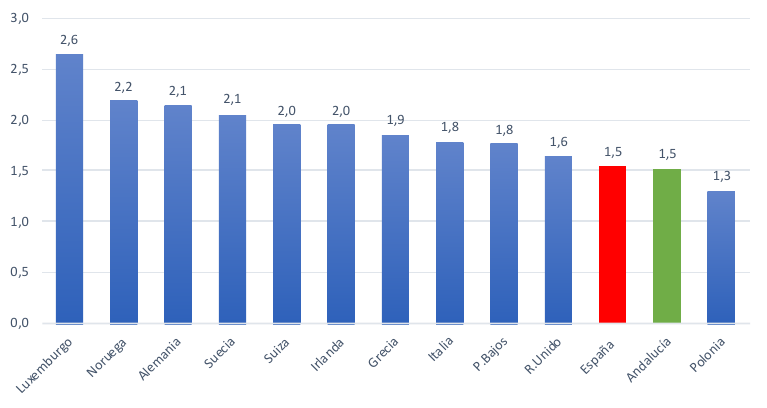 3,0
2,5
2,0
1,5
1,0
0,5
0,0
2,6
2,2
2,1
2,1
2,0
2,0
1,9
1,8
1,8
1,6
1,5
1,5
1,3
Luxemburgo
Noruega
Alemania
Suecia
Suiza
Irlanda
Grecia
Italia
P.Bajos
R.Unido
España
Andalucía
Polonia